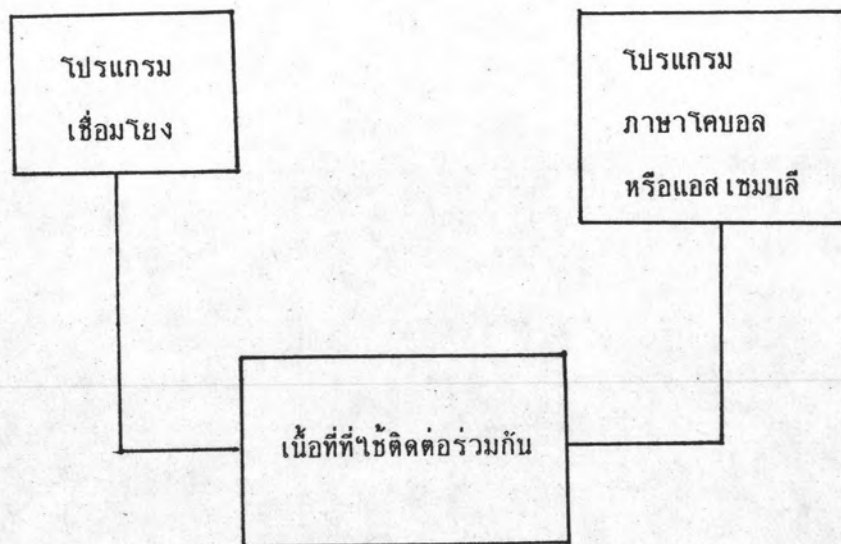 โปรแกรม
เชื่อมโยง
โปรแกรม
ภาษาโคบอล
หรือแอส เซมบลี
เนื้อที่ที่ใช้ติดต่อร่วมกัน